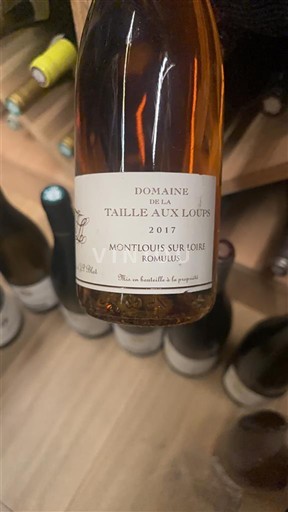 DOMAINE
DE LA
TAILLE AUX LOUPS
2017
MONTLOUIS SUR LOIRE
ROMULUS
Mis en bouteille à la propriété